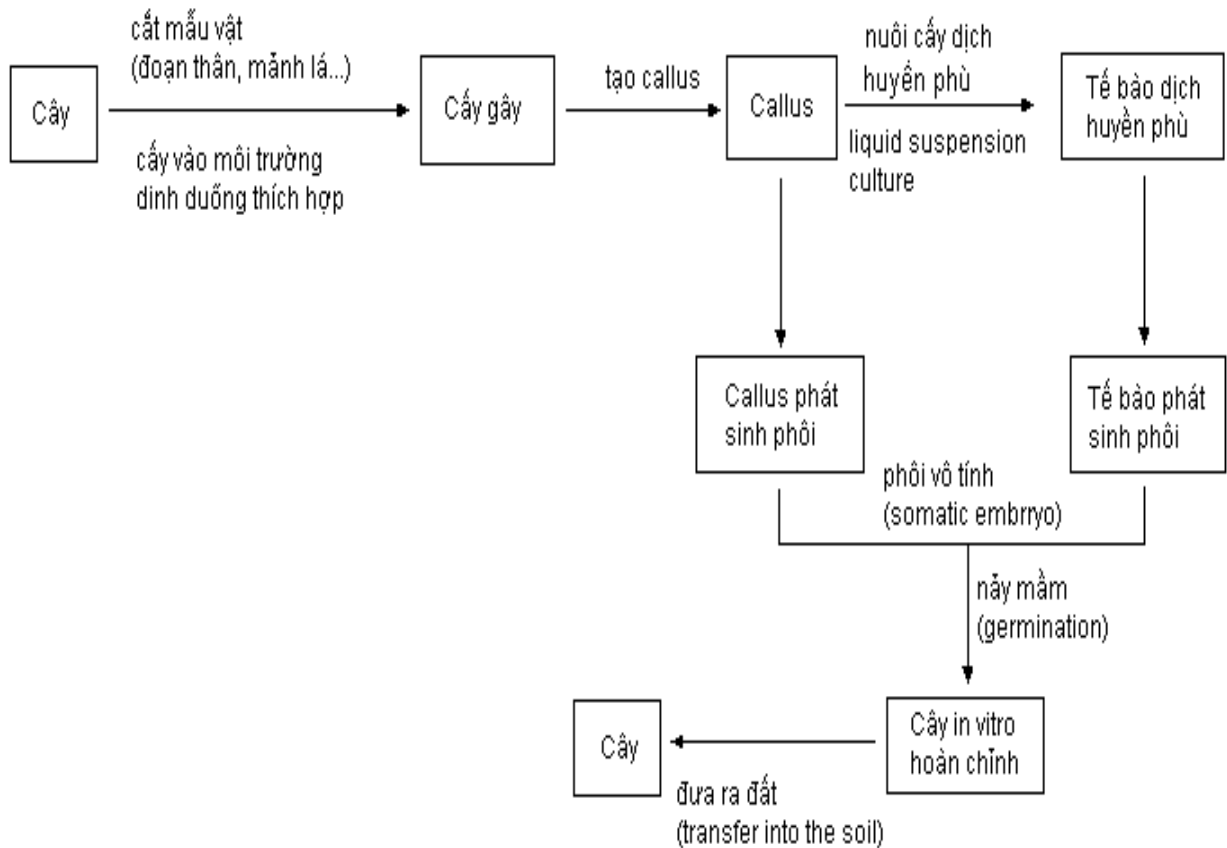 cắt mẫu vật
(đoạn thân, mảnh lá...)
Cây
cấy vào môi trường
dinh duống thích hợp
Cấy gây
tạo callus
Callus
nuôi cấy dịch
huyền phù
liquid suspension
culture
Tế bào dịch
huyền phù
Callus phát
sinh phôi
Tế bào phát
sinh phôi
phôi vô tính
(somatic embrryo)
nảy mầm
(germination)
Cây in vitro
hoàn chỉnh
Cây
đưa ra đất
(transfer into the soil)